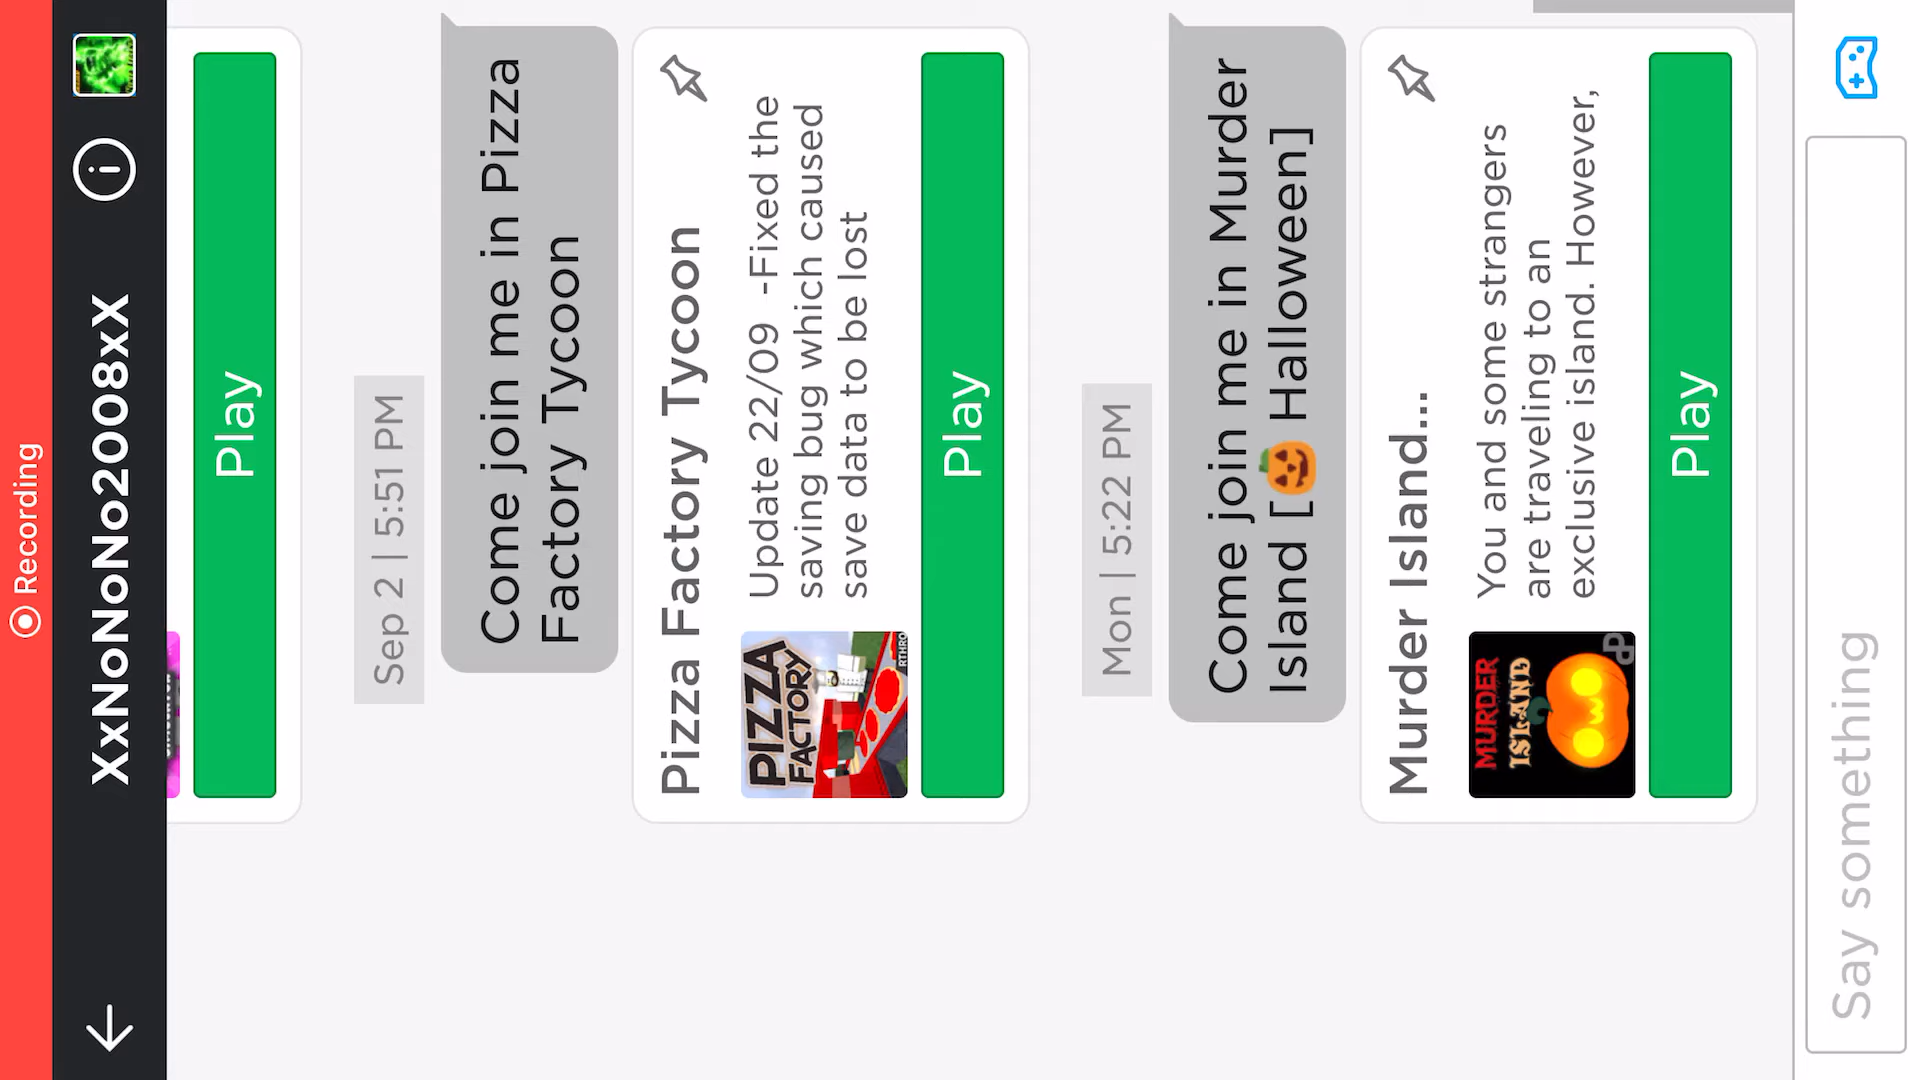 Recording
XxNoNoNoNo2008xX
Play
Sep 2 | 5:51 PM
Come join me in Pizza
Factory Tycoon
Pizza Factory Tycoon
Update 22/09 -Fixed the
saving bug which caused
save data to be lost
PIZZA
FACTORY
RTHRO
Play
Mon | 5:22 PM
Come join me in Murder
Island [🎃 Halloween]
Murder Island...
You and some strangers
are traveling to an
exclusive island. However,
MURDER
ISLAND
Play
Say something